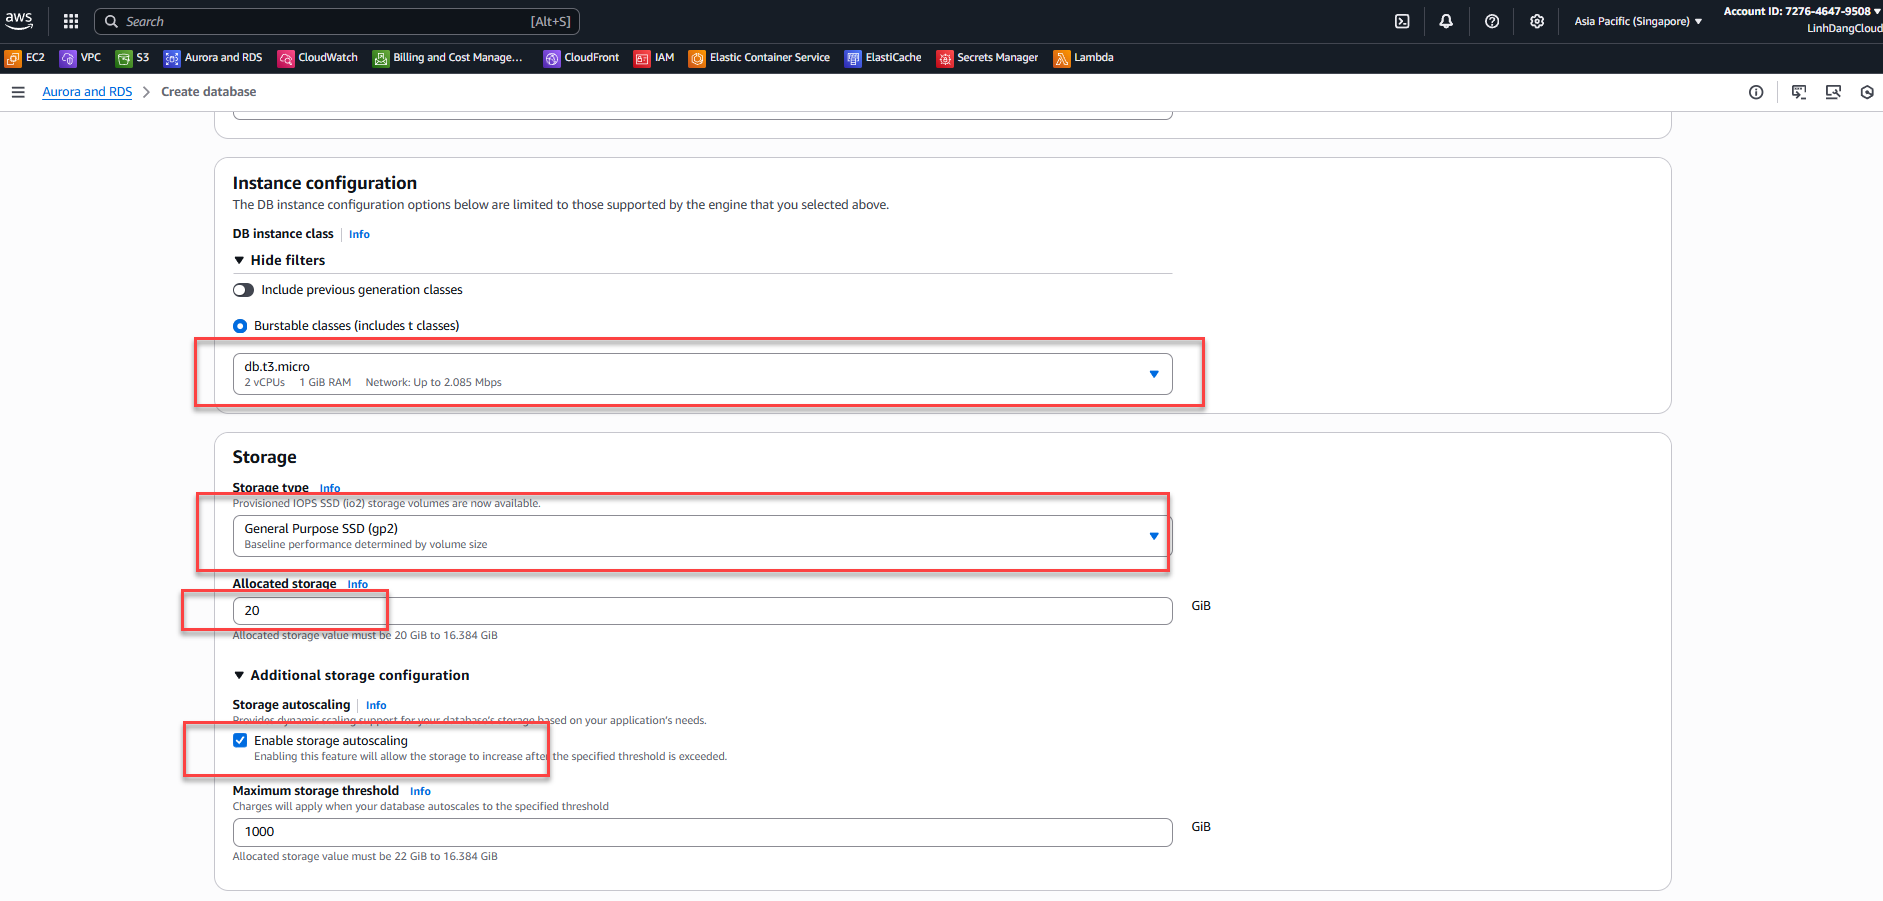 aws
Search [Alt+S]
Asia Pacific (Singapore)
Account ID: 7276-4647-9508
LinhDangCloud
EC2 VPC S3 Aurora and RDS CloudWatch Billing and Cost Manage... CloudFront IAM Elastic Container Service ElastiCache Secrets Manager Lambda
Aurora and RDS > Create database
Instance configuration
The DB instance configuration options below are limited to those supported by the engine that you selected above.
DB instance class Info
Hide filters
Include previous generation classes
Burstable classes (includes t classes)
db.t3.micro
2 vCPUs 1 GiB RAM Network: Up to 2.085 Mbps
Storage
Storage type Info
Provisioned IOPS SSD (io2) storage volumes are now available.
General Purpose SSD (gp2)
Baseline performance determined by volume size
Allocated storage Info
20 GiB
Allocated storage value must be 20 GiB to 16.384 GiB
Additional storage configuration
Storage autoscaling Info
Provides dynamic scaling support for your database's storage based on your application's needs.
Enable storage autoscaling
Enabling this feature will allow the storage to increase after the specified threshold is exceeded.
Maximum storage threshold Info
Charges will apply when your database autoscales to the specified threshold
1000 GiB
Allocated storage value must be 22 GiB to 16.384 GiB